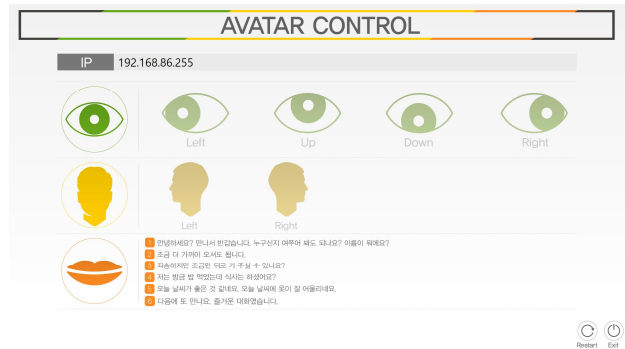 AVATAR CONTROL
IP 192.168.86.255
Left Up Down Right
Left Right
1 안녕하세요? 만나서 반갑습니다. 누구신지 여쭈어 봐도 되나요? 이름이 뭐예요?
2 조금 더 가까이 오셔도 됩니다.
3 죄송하지만 조금만 뒤로 가 주실 수 있나요?
4 저는 방금 밥 먹었는데 식사는 하셨어요?
5 오늘 날씨가 좋은 것 같네요. 오늘 날씨에 옷이 잘 어울리네요.
6 다음에 또 만나요. 즐거운 대화였습니다.
Restart Exit